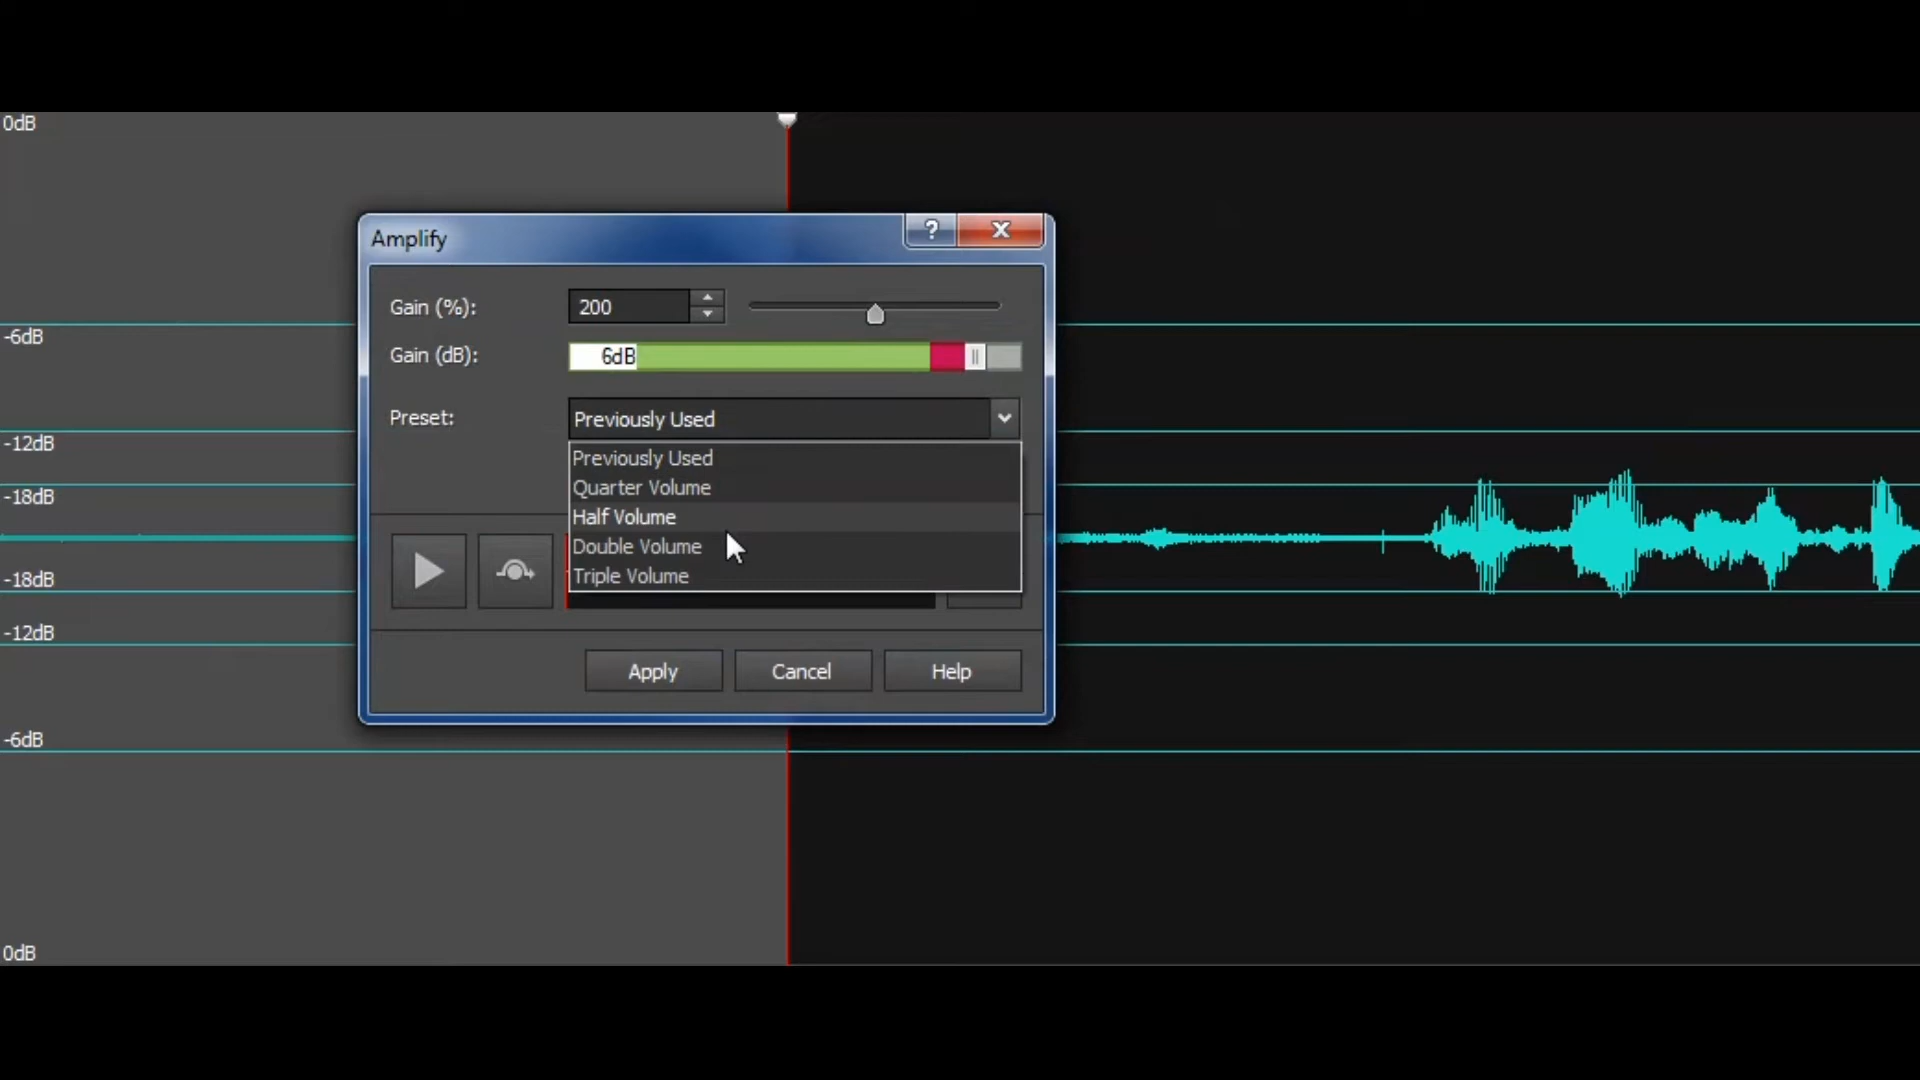 0dB
-6dB
-12dB
-18dB
-18dB
-12dB
-6dB
0dB
Amplify
?
X
Gain (%):
200
Gain (dB):
6dB
Preset:
Previously Used
Previously Used
Quarter Volume
Half Volume
Double Volume
Triple Volume
Apply
Cancel
Help